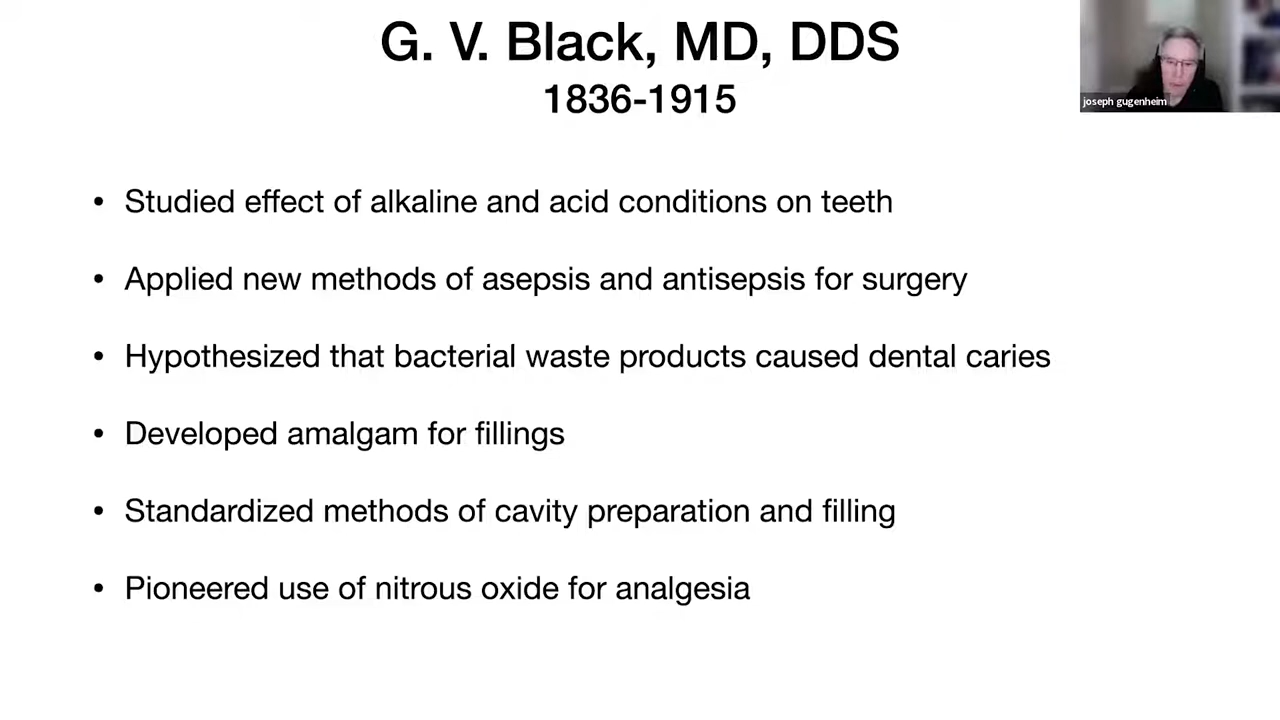 G. V. Black, MD, DDS
1836-1915
joseph gugenheim
• Studied effect of alkaline and acid conditions on teeth
• Applied new methods of asepsis and antisepsis for surgery
• Hypothesized that bacterial waste products caused dental caries
• Developed amalgam for fillings
• Standardized methods of cavity preparation and filling
• Pioneered use of nitrous oxide for analgesia